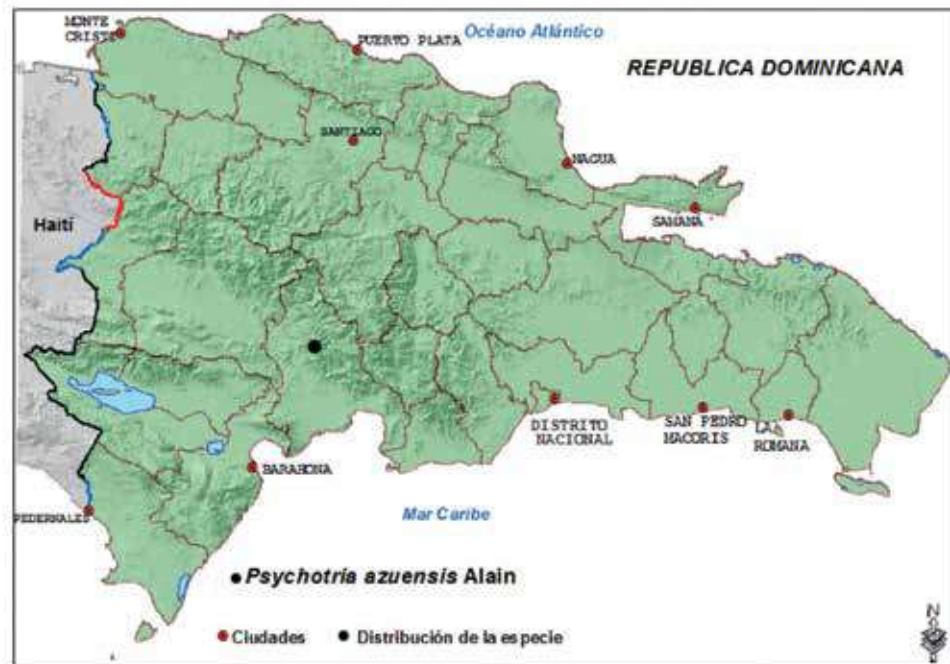 MONTE
CRISTI
Océano Atlántico
PUERTO PLATA
REPUBLICA DOMINICANA
SANTIAGO
NAGUA
SAMANA
Haití
DISTRITO
NACIONAL
SAN PEDRO
MACORIS
LA
ROMANA
BARAHONA
Mar Caribe
PEDERNALES
Psychotria azuensis Alain
Ciudades
Distribución de la especie
N